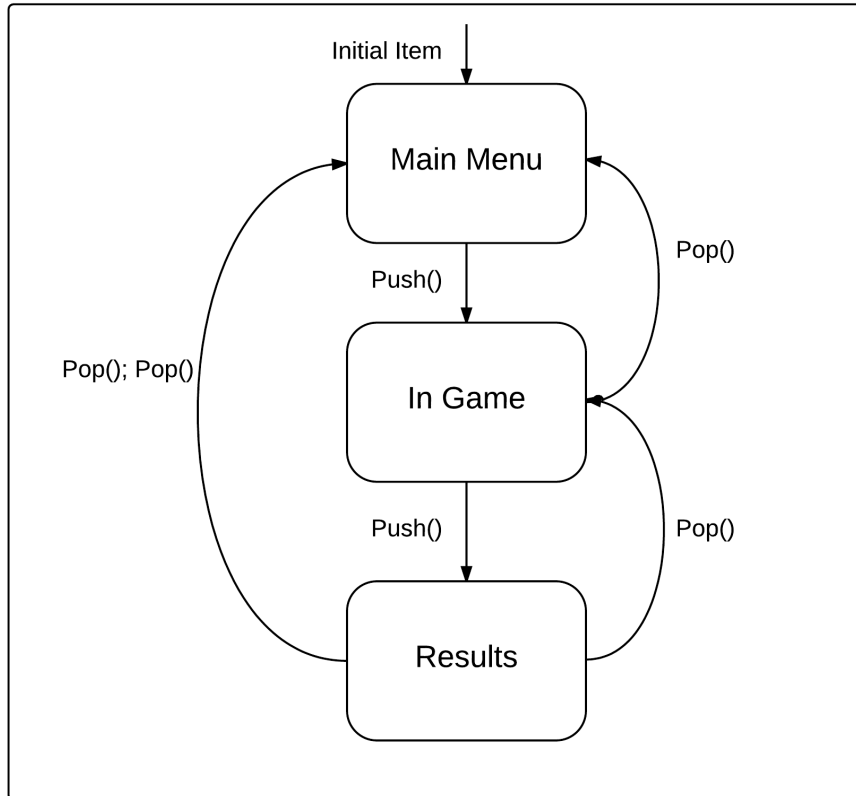 Initial Item
Main Menu
Pop()
Push()
Pop(); Pop()
In Game
Push()
Pop()
Results